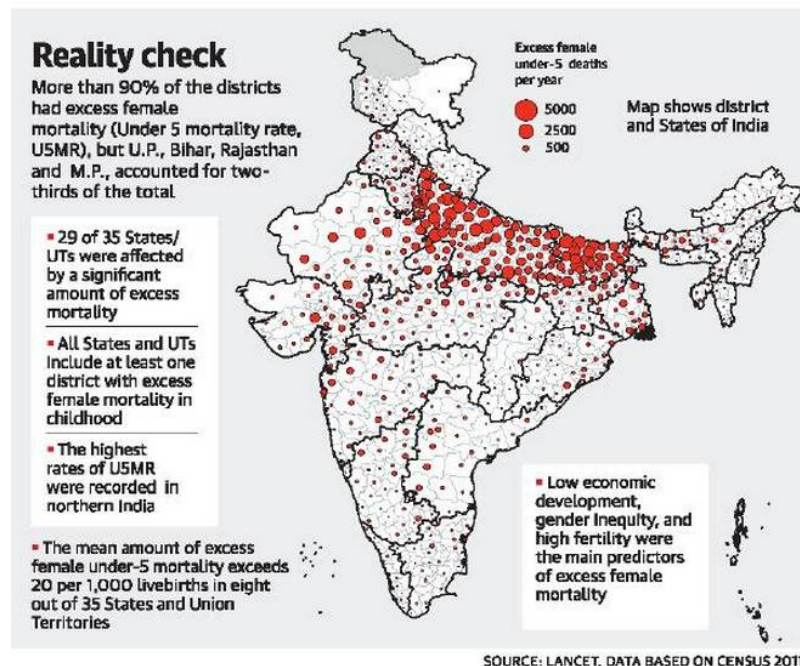 Reality check
More than 90% of the districts
had excess female
mortality (Under 5 mortality rate,
U5MR), but U.P., Bihar, Rajasthan
and M.P., accounted for two-
thirds of the total
▪ 29 of 35 States/
UTs were affected
by a significant
amount of excess
mortality
▪ All States and UTs
include at least one
district with excess
female mortality in
childhood
▪ The highest
rates of U5MR
were recorded in
northern India
▪ The mean amount of excess
female under-5 mortality exceeds
20 per 1,000 livebirths in eight
out of 35 States and Union
Territories
Excess female
under-5 deaths
per year
5000
2500
500
Map shows district
and States of India
▪ Low economic
development,
gender inequity, and
high fertility were
the main predictors
of excess female
mortality
SOURCE: LANCET. DATA BASED ON CENSUS 2011